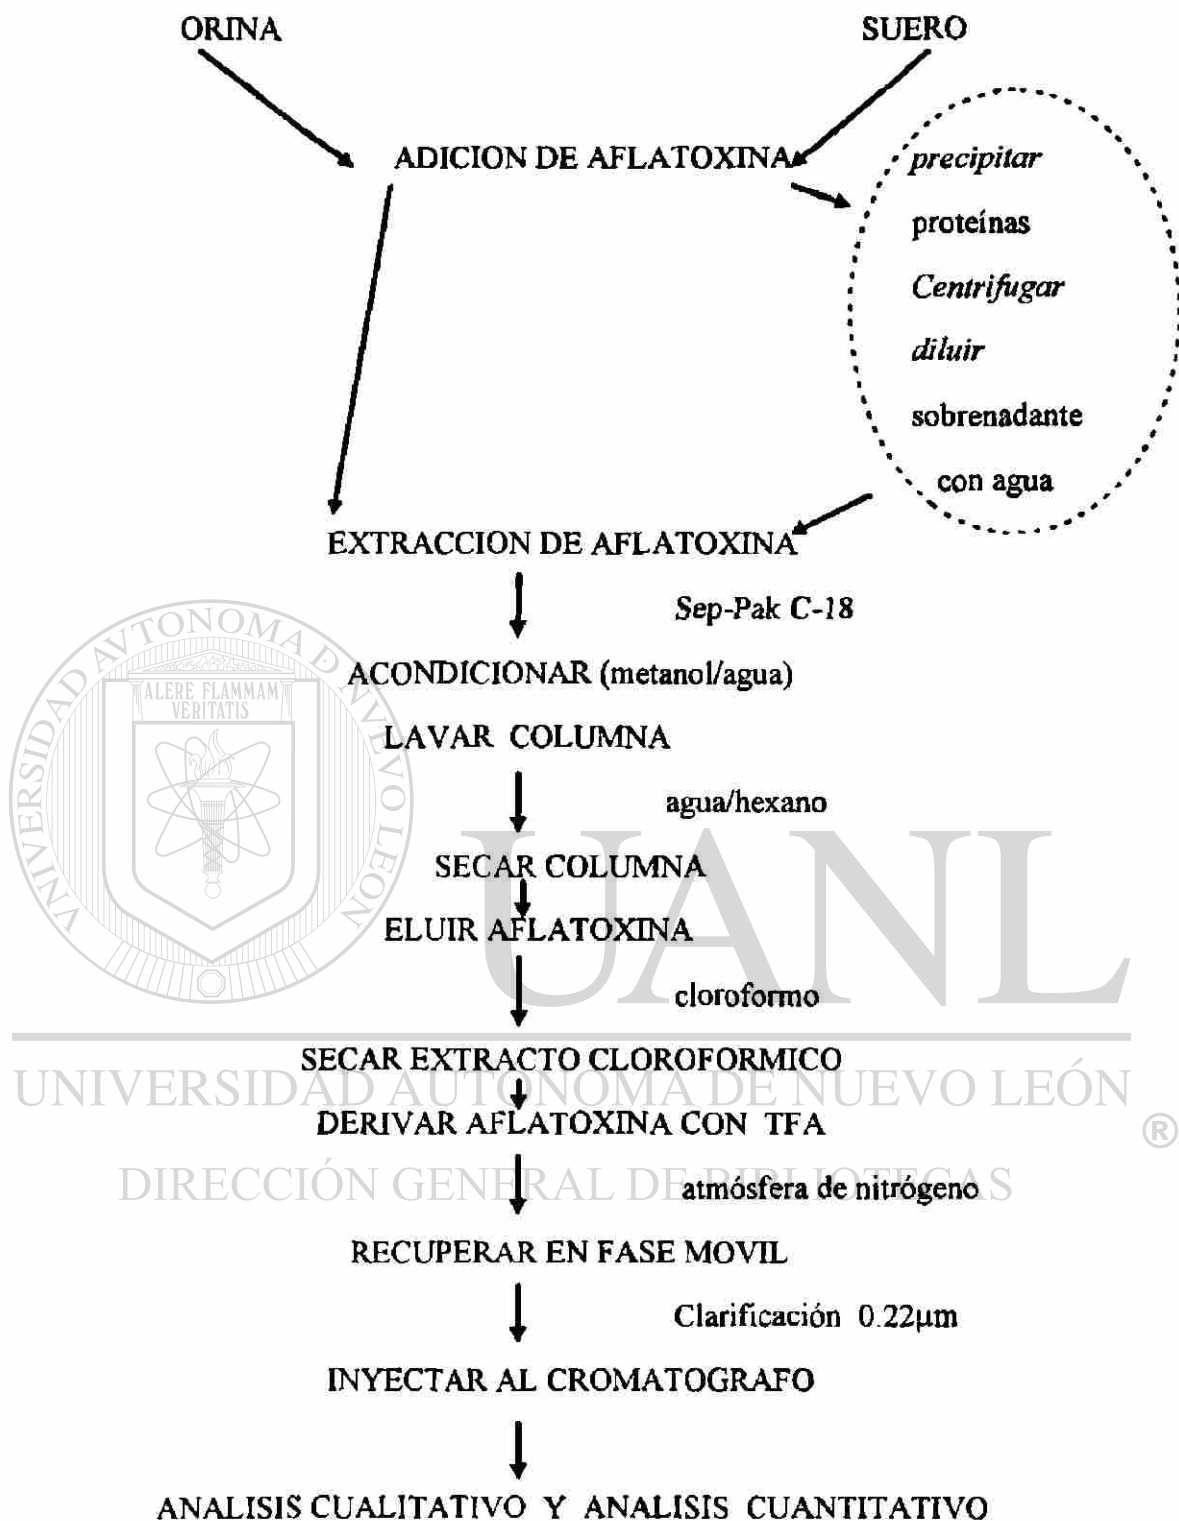 ORINA
SUERO
ADICION DE AFLATOXINA
precipitar
proteínas
Centrifugar
diluir
sobrenadante
con agua
EXTRACCION DE AFLATOXINA
Sep-Pak C-18
ACONDICIONAR (metanol/agua)
LAVAR COLUMNA
agua/hexano
SECAR COLUMNA
ELUIR AFLATOXINA
cloroformo
SECAR EXTRACTO CLOROFORMICO
DERIVAR AFLATOXINA CON TFA
atmósfera de nitrógeno
RECUPERAR EN FASE MOVIL
Clarificación 0.22µm
INYECTAR AL CROMATOGRAFO
ANALISIS CUALITATIVO Y ANALISIS CUANTITATIVO
UNIVERSIDAD AUTONOMA DE NUEVO LEON
ALERE FLAMMAM
VERITATIS
UANL
UNIVERSIDAD AUTÓNOMA DE NUEVO LEÓN
®
DIRECCIÓN GENERAL DE BIBLIOTECAS